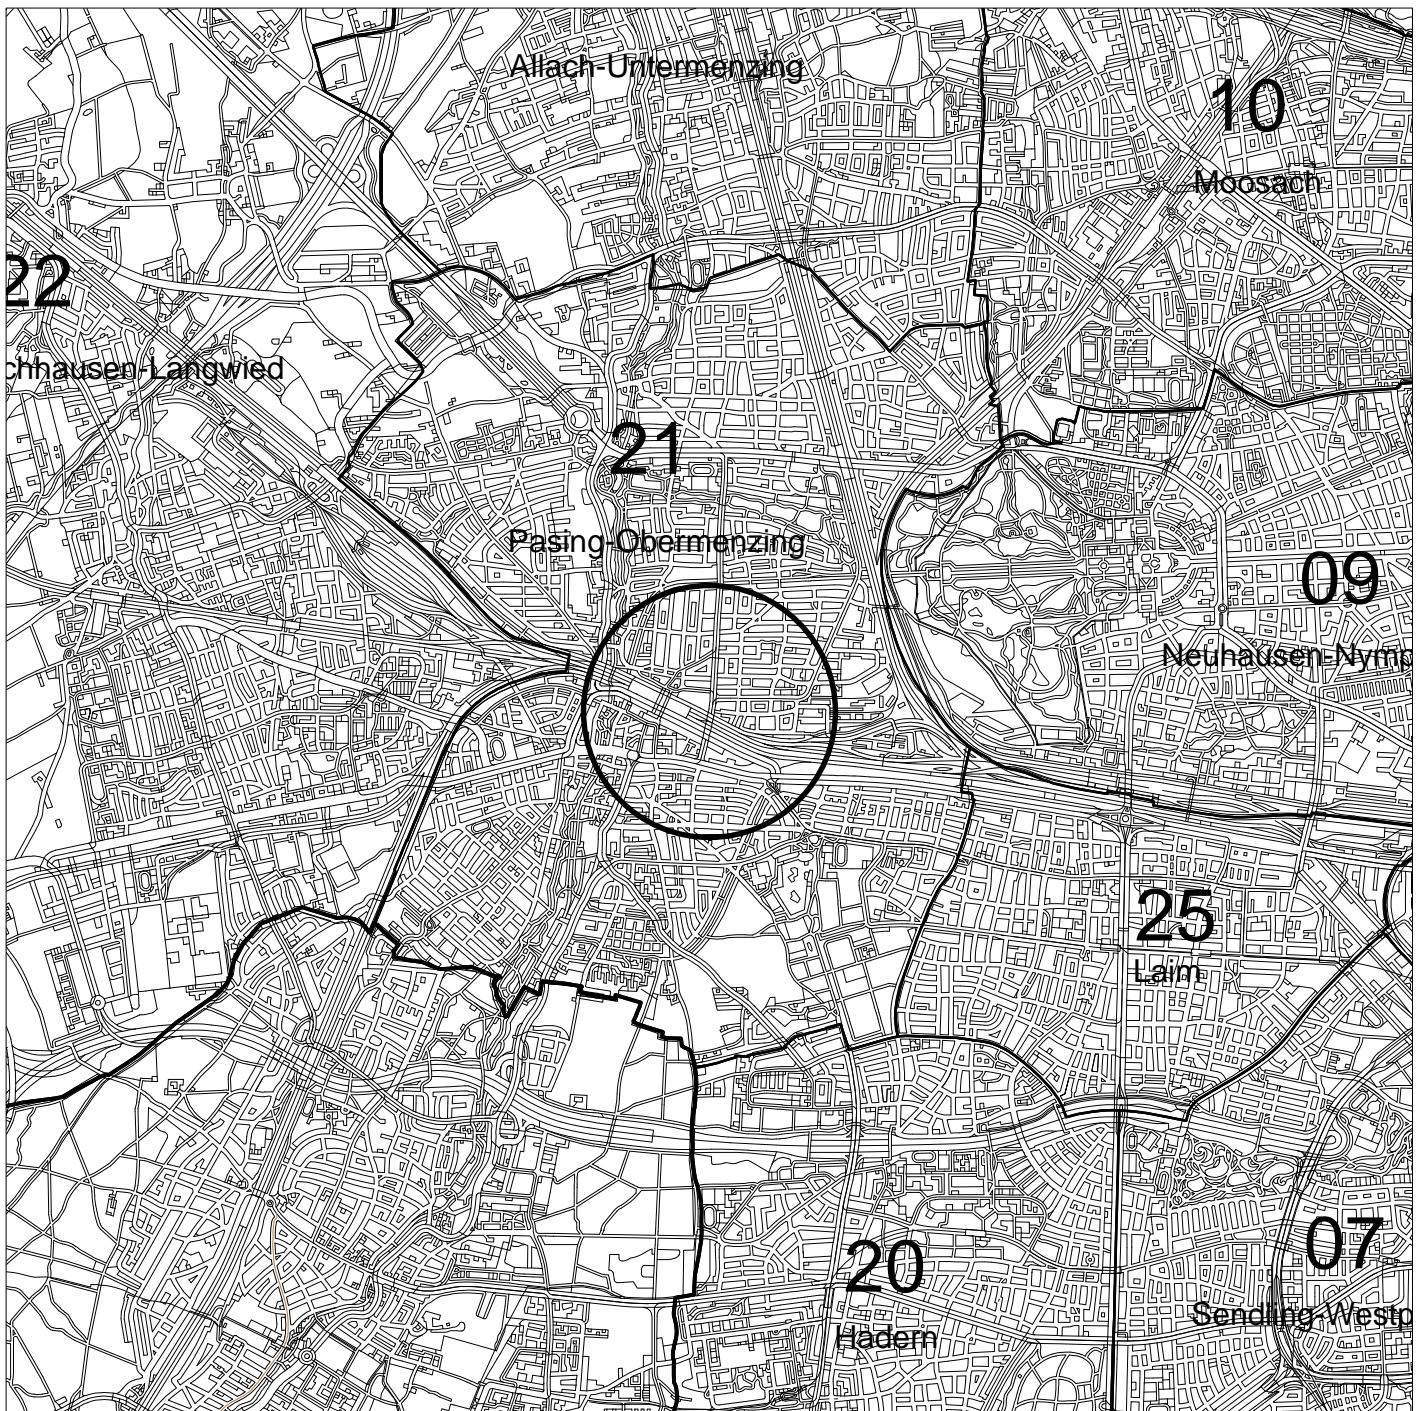 Allach-Untermenzing
10
Moosach
22
chhausen-Langwied
21
Pasing-Obermenzing
09
Neuhausen-Nymp
25
Laim
07
20
Sendling-Westp
Hadern